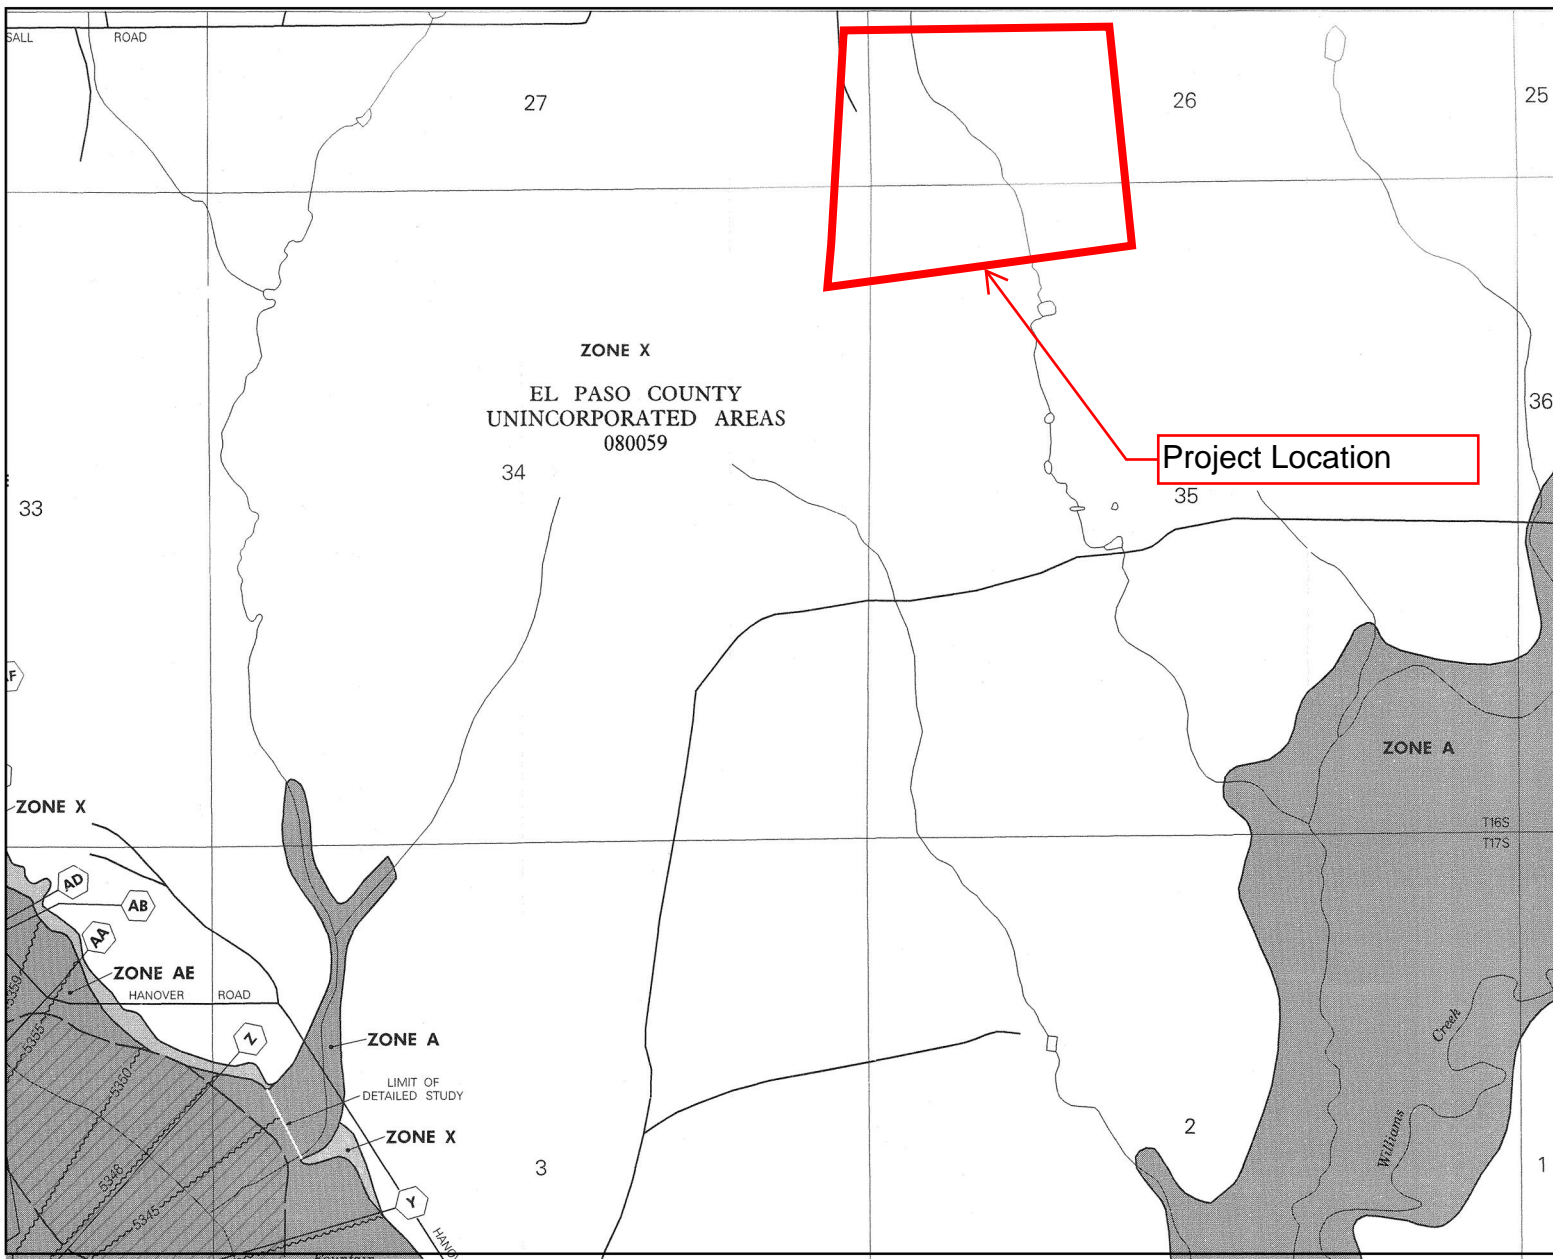 SALL ROAD
27
26
25
ZONE X
EL PASO COUNTY
UNINCORPORATED AREAS
080059
36
Project Location
34
35
33
ZONE A
ZONE X
T16S
T17S
AD
AB
AA
ZONE AE
HANOVER ROAD
5359
5355
Z
ZONE A
Creek
LIMIT OF
DETAILED STUDY
5350
ZONE X
2
Williams
3
1
5346
5345
Y